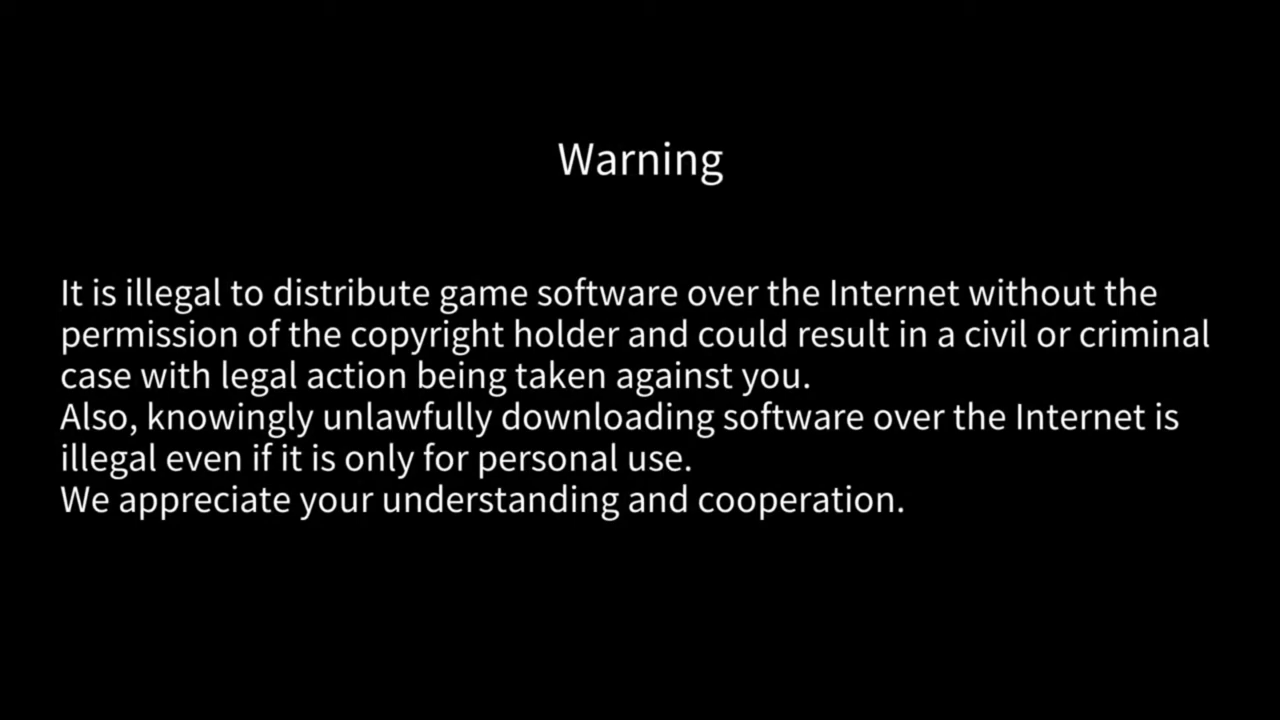 Warning
It is illegal to distribute game software over the Internet without the
permission of the copyright holder and could result in a civil or criminal
case with legal action being taken against you.
Also, knowingly unlawfully downloading software over the Internet is
illegal even if it is only for personal use.
We appreciate your understanding and cooperation.